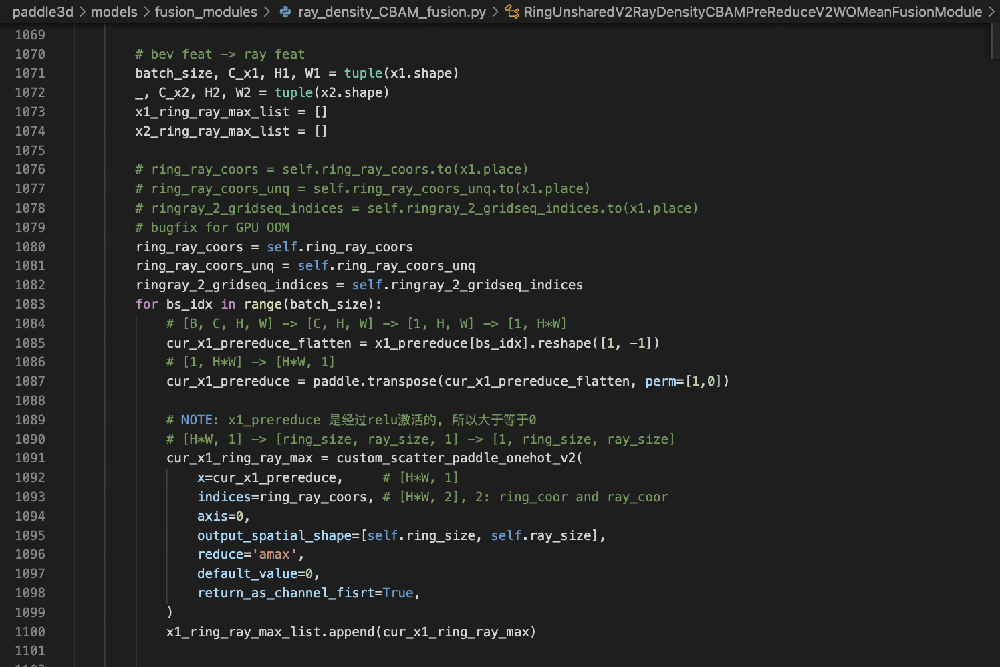 paddle3d > models > fusion_modules > ray_density_CBAM_fusion.py > RingUnsharedV2RayDensityCBAMPreReduceV2WOMeanFusionModule >
1069
1070 # bev feat -> ray feat
1071 batch_size, C_x1, H1, W1 = tuple(x1.shape)
1072 _, C_x2, H2, W2 = tuple(x2.shape)
1073 x1_ring_ray_max_list = []
1074 x2_ring_ray_max_list = []
1075
1076 # ring_ray_coors = self.ring_ray_coors.to(x1.place)
1077 # ring_ray_coors_unq = self.ring_ray_coors_unq.to(x1.place)
1078 # ringray_2_gridseq_indices = self.ringray_2_gridseq_indices.to(x1.place)
1079 # bugfix for GPU OOM
1080 ring_ray_coors = self.ring_ray_coors
1081 ring_ray_coors_unq = self.ring_ray_coors_unq
1082 ringray_2_gridseq_indices = self.ringray_2_gridseq_indices
1083 for bs_idx in range(batch_size):
1084 # [B, C, H, W] -> [C, H, W] -> [1, H, W] -> [1, H*W]
1085 cur_x1_prereduce_flatten = x1_prereduce[bs_idx].reshape([1, -1])
1086 # [1, H*W] -> [H*W, 1]
1087 cur_x1_prereduce = paddle.transpose(cur_x1_prereduce_flatten, perm=[1,0])
1088
1089 # NOTE: x1_prereduce 是经过relu激活的, 所以大于等于0
1090 # [H*W, 1] -> [ring_size, ray_size, 1] -> [1, ring_size, ray_size]
1091 cur_x1_ring_ray_max = custom_scatter_paddle_onehot_v2(
1092 x=cur_x1_prereduce, # [H*W, 1]
1093 indices=ring_ray_coors, # [H*W, 2], 2: ring_coor and ray_coor
1094 axis=0,
1095 output_spatial_shape=[self.ring_size, self.ray_size],
1096 reduce='amax',
1097 default_value=0,
1098 return_as_channel_fisrt=True,
1099 )
1100 x1_ring_ray_max_list.append(cur_x1_ring_ray_max)
1101